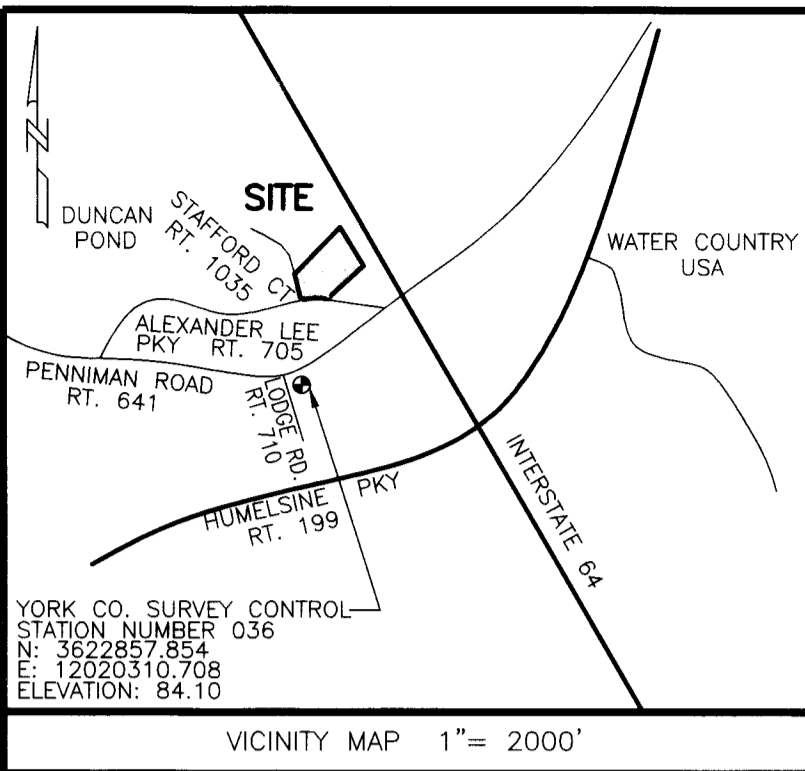 N
SITE
DUNCAN
POND
STAFFORD CT
RT. 1035
WATER COUNTRY
USA
ALEXANDER LEE
PKY RT. 705
PENNIMAN ROAD
RT. 641
LODGE RD.
RT. 710
HUMELSINE PKY
RT. 199
INTERSTATE 64
YORK CO. SURVEY CONTROL
STATION NUMBER 036
N: 3622857.854
E: 12020310.708
ELEVATION: 84.10
VICINITY MAP 1"= 2000'